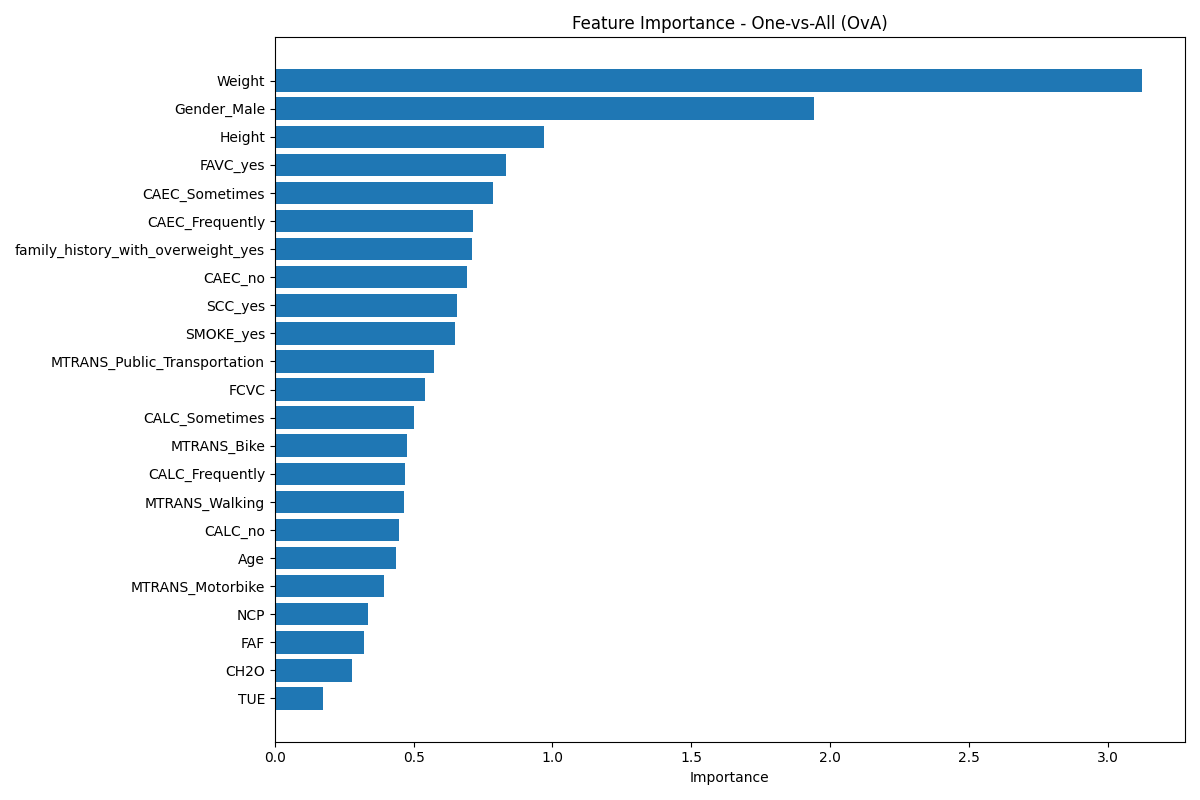 Feature Importance - One-vs-All (OvA)
Weight
Gender_Male
Height
FAVC_yes
CAEC_Sometimes
CAEC_Frequently
family_history_with_overweight_yes
CAEC_no
SCC_yes
SMOKE_yes
MTRANS_Public_Transportation
FCVC
CALC_Sometimes
MTRANS_Bike
CALC_Frequently
MTRANS_Walking
CALC_no
Age
MTRANS_Motorbike
NCP
FAF
CH2O
TUE
0.0 0.5 1.0 1.5 2.0 2.5 3.0
Importance